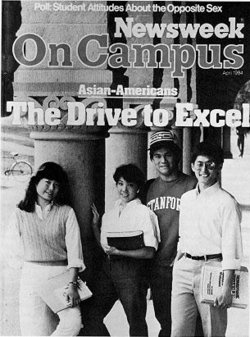 Poll: Student Attitudes About the Opposite Sex
Newsweek
On Campus
April 1984
Asian-Americans
The Drive to Excel
STANFORD